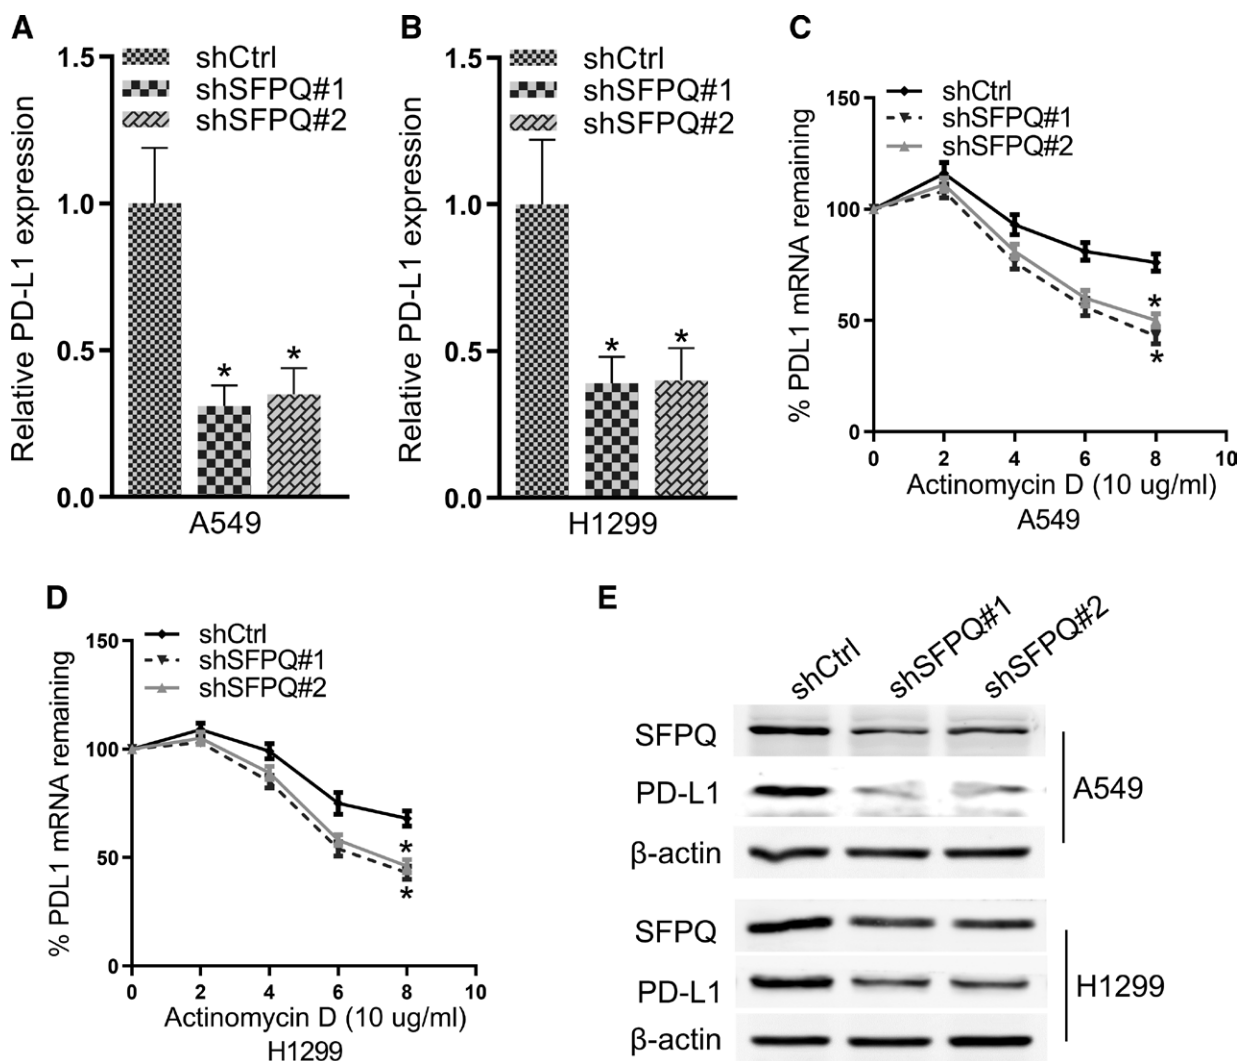 A
Relative PD-L1 expression
1.5
1.0
0.5
0.0
shCtrl
shSFPQ#1
shSFPQ#2
*
*
A549
B
Relative PD-L1 expression
1.5
1.0
0.5
0.0
shCtrl
shSFPQ#1
shSFPQ#2
*
*
H1299
C
% PDL1 mRNA remaining
150
100
50
0
shCtrl
shSFPQ#1
shSFPQ#2
*
*
0 2 4 6 8 10
Actinomycin D (10 ug/ml)
A549
D
% PDL1 mRNA remaining
150
100
50
0
shCtrl
shSFPQ#1
shSFPQ#2
*
*
0 2 4 6 8 10
Actinomycin D (10 ug/ml)
H1299
E
shCtrl
shSFPQ#1
shSFPQ#2
SFPQ
PD-L1
β-actin
A549
SFPQ
PD-L1
β-actin
H1299